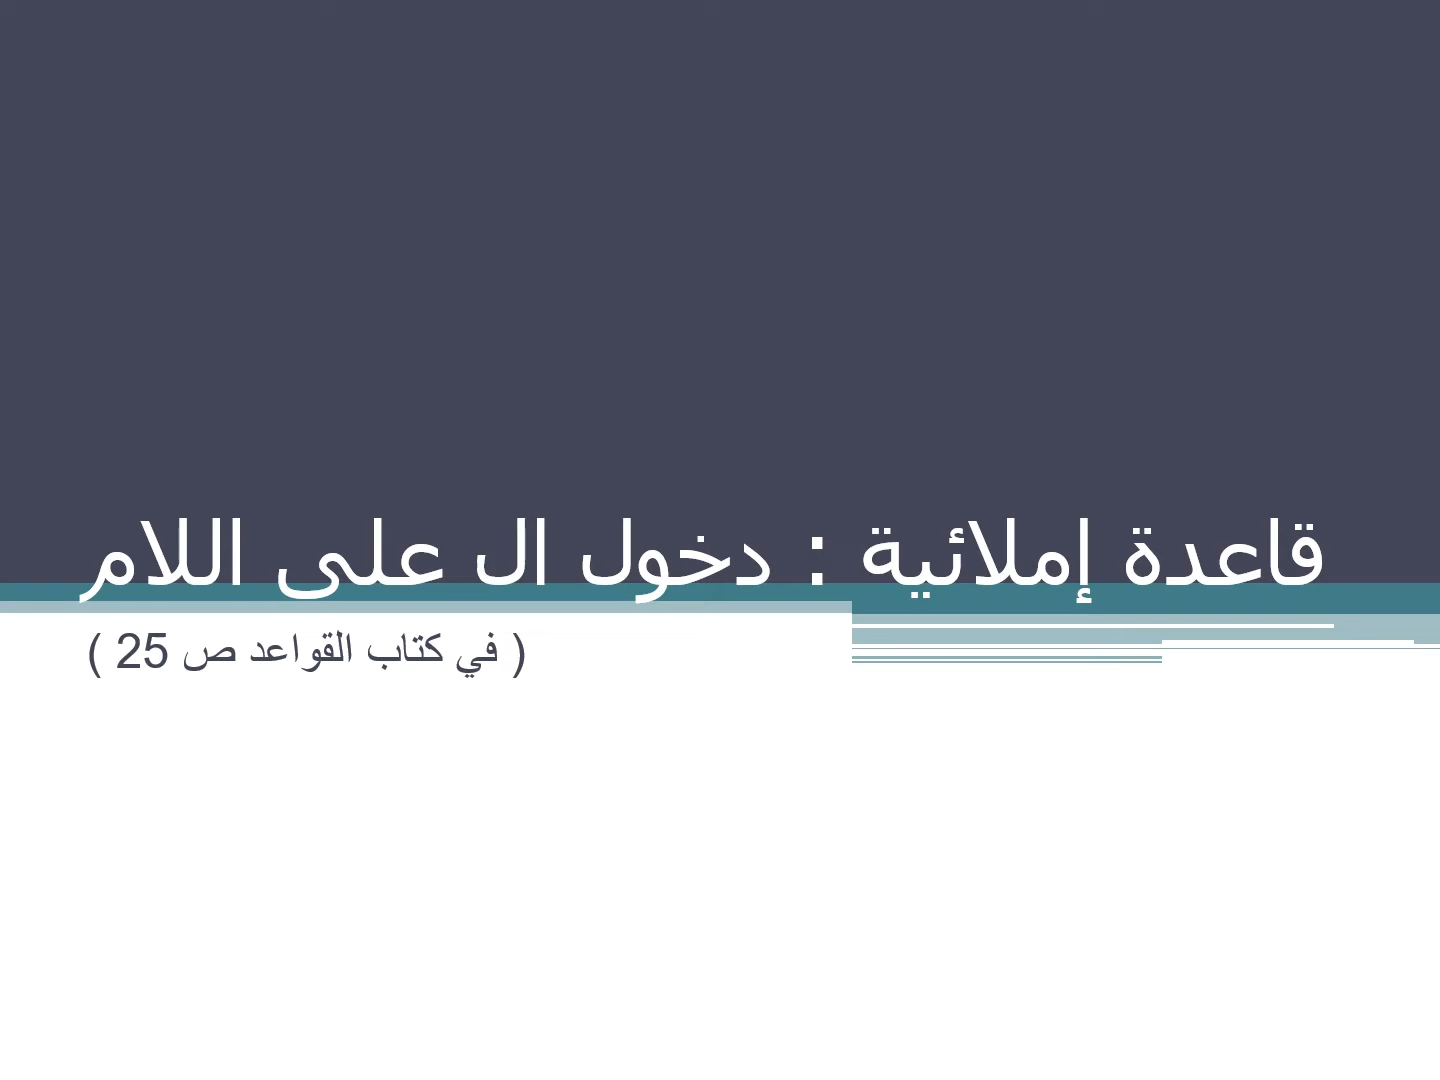 قاعدة إملائية : دخول ال على اللام
( في كتاب القواعد ص 25 )